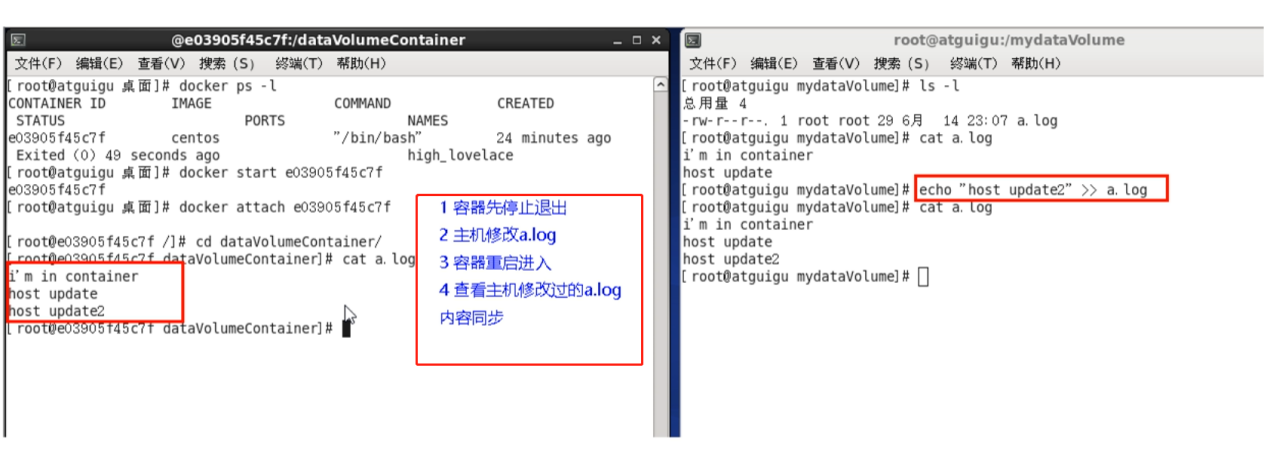 @e03905f45c7f:/dataVolumeContainer
文件(F) 编辑(E) 查看(V) 搜索 (S) 终端(T) 帮助(H)
[root@atguigu 桌面]# docker ps -l
CONTAINER ID IMAGE COMMAND CREATED
STATUS PORTS NAMES
e03905f45c7f centos "/bin/bash" 24 minutes ago
Exited (0) 49 seconds ago high_lovelace
[root@atguigu 桌面]# docker start e03905f45c7f
e03905f45c7f
[root@atguigu 桌面]# docker attach e03905f45c7f
[root@e03905f45c7f /]# cd dataVolumeContainer/
[root@e03905f45c7f dataVolumeContainer]# cat a.log
i'm in container
host update
host update2
[root@e03905f45c7f dataVolumeContainer]#
1 容器先停止退出
2 主机修改a.log
3 容器重启进入
4 查看主机修改过的a.log
内容同步
root@atguigu:/mydataVolume
文件(F) 编辑(E) 查看(V) 搜索 (S) 终端(T) 帮助(H)
[root@atguigu mydataVolume]# ls -l
总用量 4
-rw-r--r--. 1 root root 29 6月 14 23:07 a.log
[root@atguigu mydataVolume]# cat a.log
i'm in container
host update
[root@atguigu mydataVolume]# echo "host update2" >> a.log
[root@atguigu mydataVolume]# cat a.log
i'm in container
host update
host update2
[root@atguigu mydataVolume]#